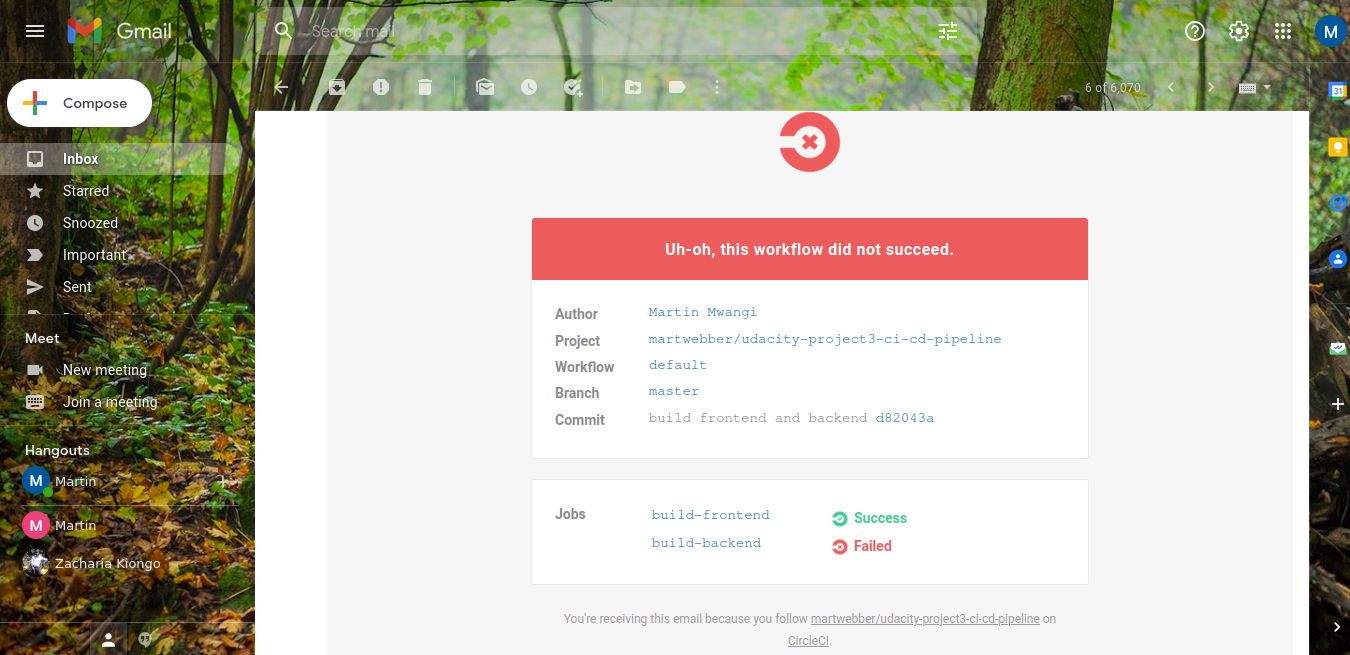 Gmail
Search mail
M
Compose
6 of 6,070
31
Inbox
Starred
Snoozed
Important
Sent
Meet
New meeting
Join a meeting
Hangouts
M Martin
M Martin
Zacharia Kiongo
Uh-oh, this workflow did not succeed.
Author Martin Mwangi
Project martwebber/udacity-project3-ci-cd-pipeline
Workflow default
Branch master
Commit build frontend and backend d82043a
Jobs build-frontend Success
build-backend Failed
You're receiving this email because you follow martwebber/udacity-project3-ci-cd-pipeline on
CircleCI.